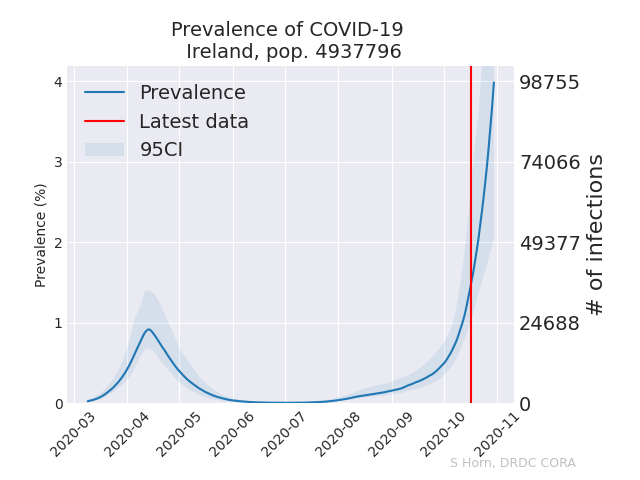 Prevalence of COVID-19
Ireland, pop. 4937796
Prevalence
Latest data
95CI
Prevalence (%)
4
3
2
1
0
98755
74066
49377
24688
0
# of infections
2020-03
2020-04
2020-05
2020-06
2020-07
2020-08
2020-09
2020-10
2020-11
S Horn, DRDC CORA